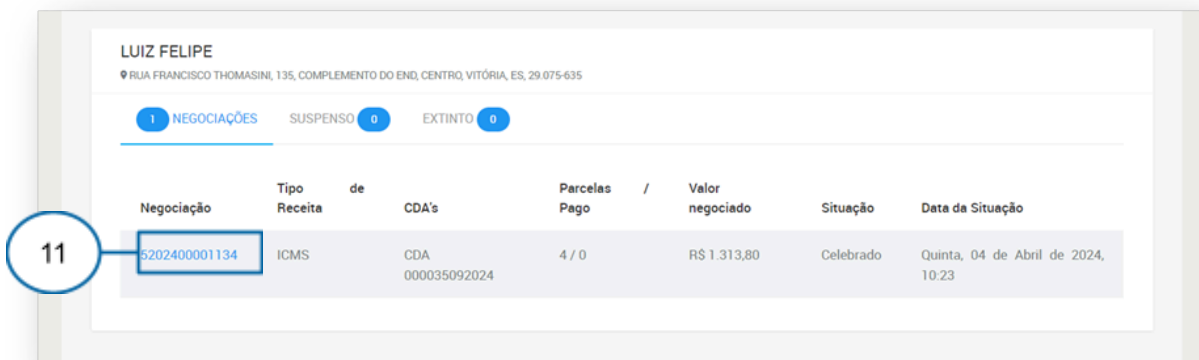 LUIZ FELIPE
RUA FRANCISCO THOMASINI, 135, COMPLEMENTO DO END, CENTRO, VITÓRIA, ES, 29.075-635
1 NEGOCIAÇÕES SUSPENSO 0 EXTINTO 0
Tipo de Parcelas / Valor
Negociação Receita CDA's Pago negociado Situação Data da Situação
11 5202400001134 ICMS CDA 4 / 0 R$ 1.313,80 Celebrado Quinta, 04 de Abril de 2024,
000035092024 10:23